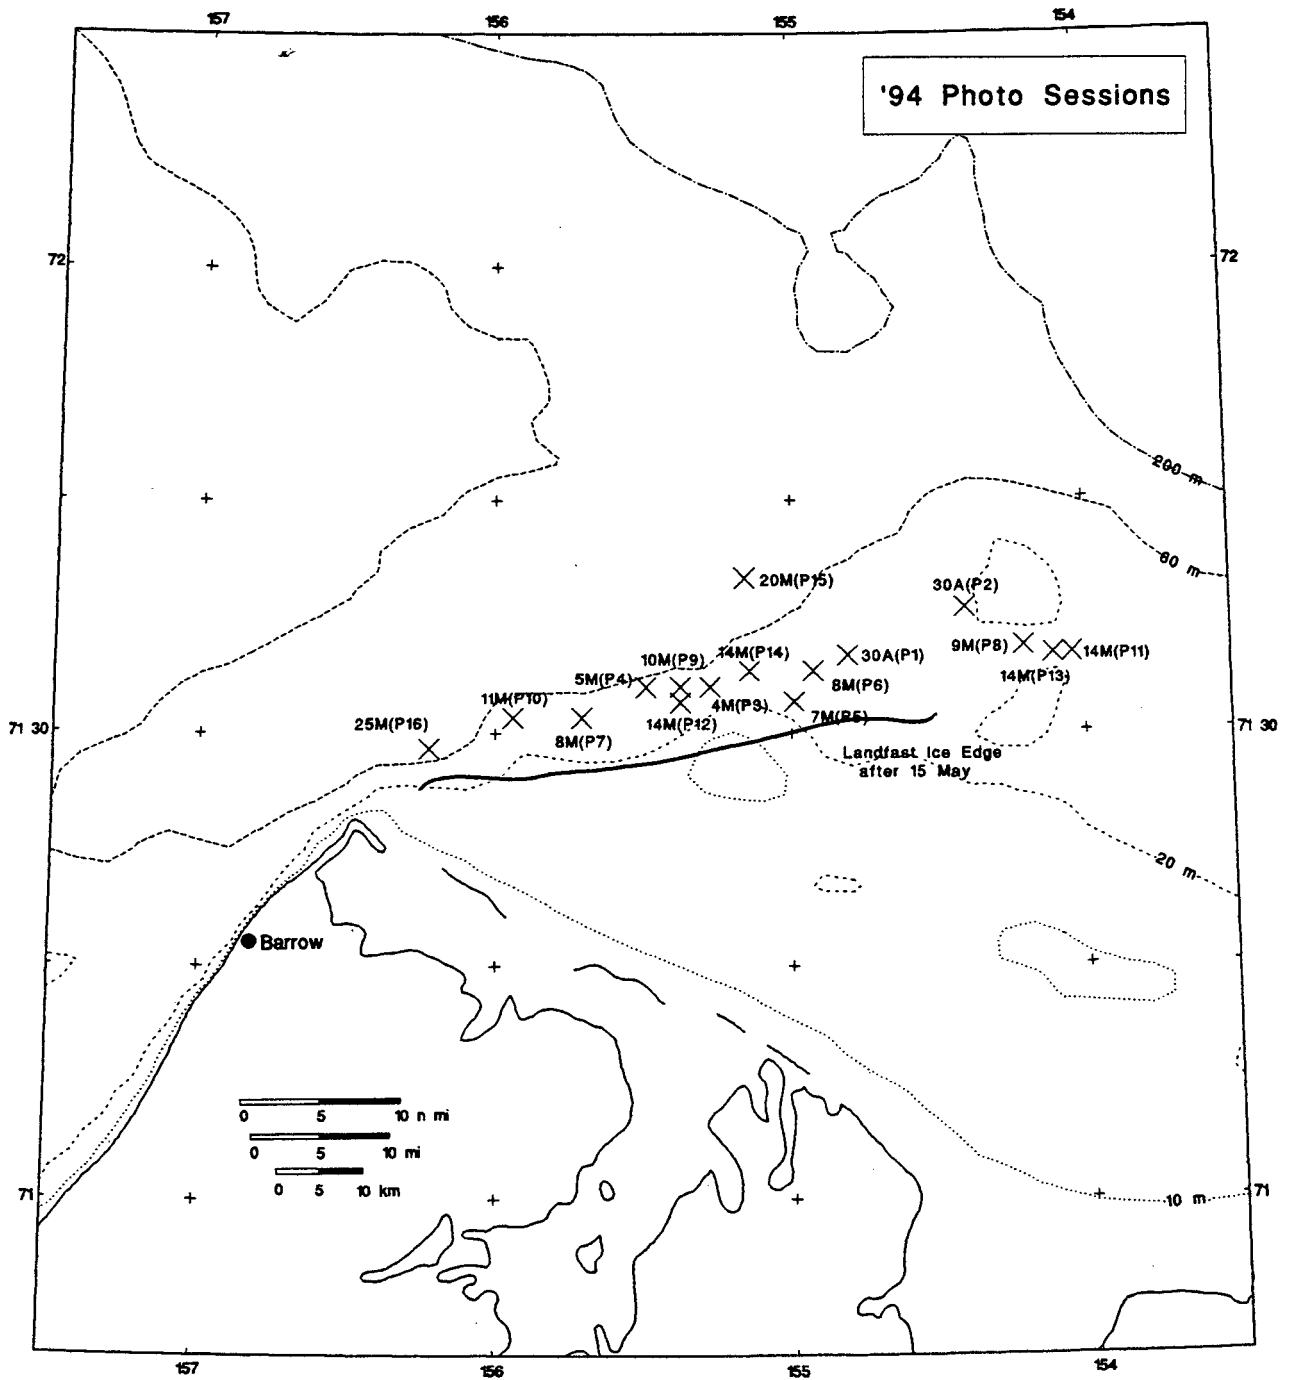 157 156 155 154
'94 Photo Sessions
72 72
200 m
60 m
20M(P15)
30A(P2)
9M(P8)
14M(P11)
14M(P13)
14M(P14)
30A(P1)
10M(P9)
5M(P4)
8M(P6)
4M(P3)
11M(P10)
7M(P5)
14M(P12)
25M(P16)
8M(P7)
71 30 71 30
Landfast Ice Edge
after 15 May
20 m
Barrow
0 5 10 n mi
0 5 10 mi
0 5 10 km
71 71
10 m
157 156 155 154